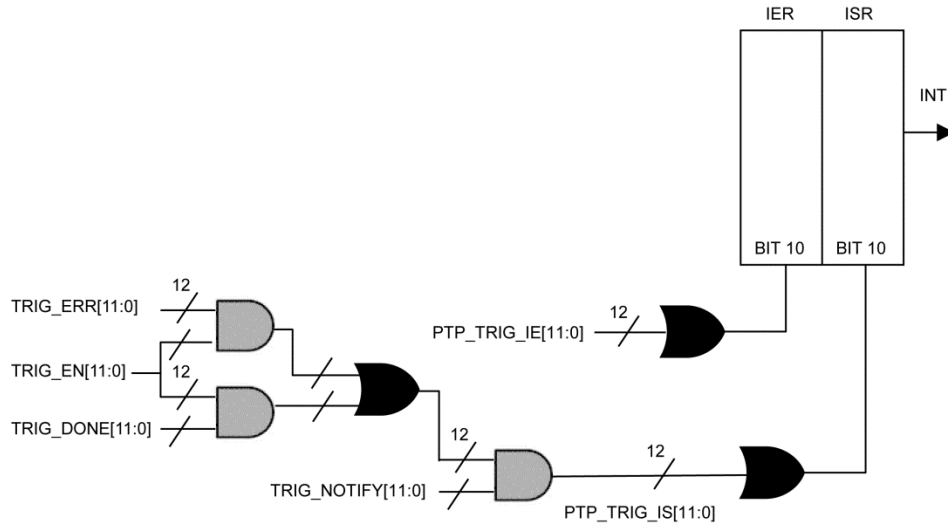 IER ISR
INT
BIT 10 BIT 10
12
TRIG_ERR[11:0]
12
PTP_TRIG_IE[11:0]
TRIG_EN[11:0]
12
TRIG_DONE[11:0]
12
12
TRIG_NOTIFY[11:0]
PTP_TRIG_IS[11:0]